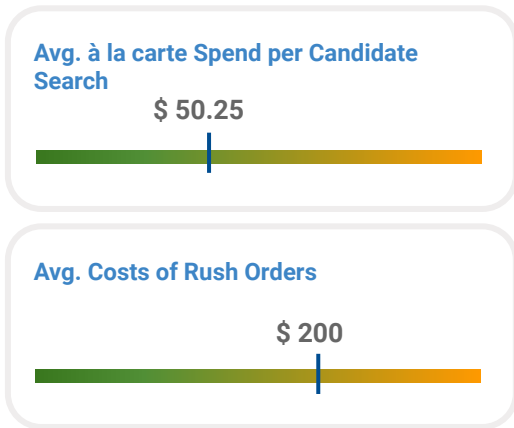 Avg. à la carte Spend per Candidate
Search
$ 50.25
Avg. Costs of Rush Orders
$ 200